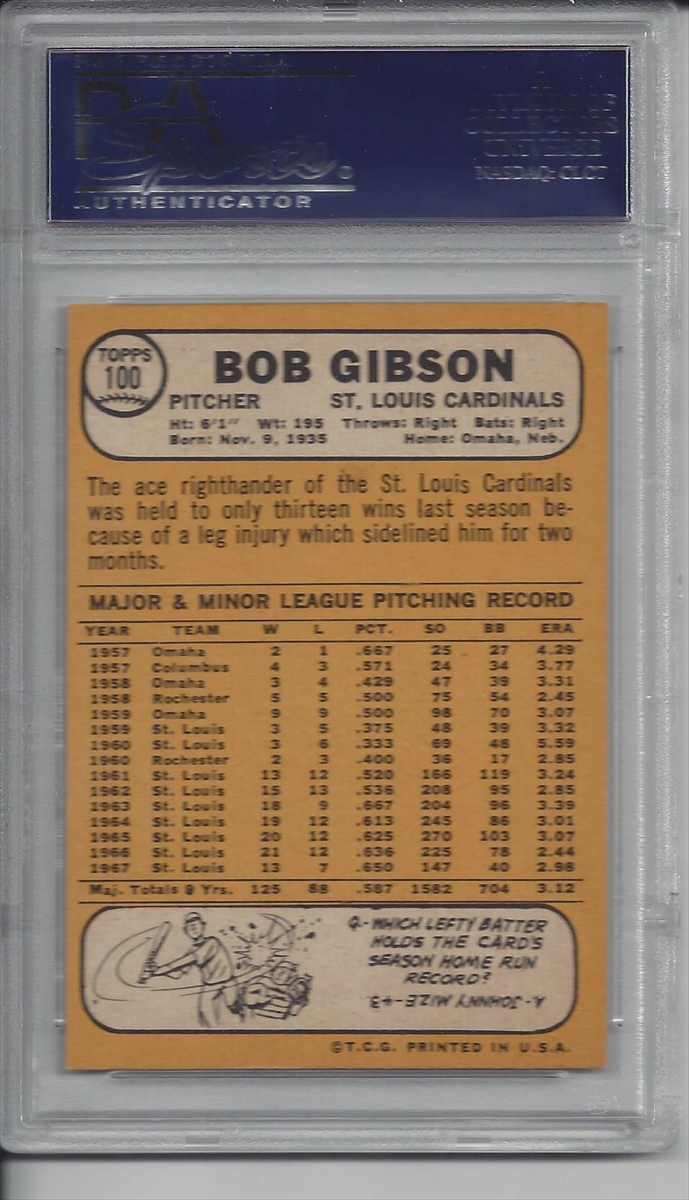 PROFESSIONAL
PSA
Sports®
AUTHENTICATOR
A
DIVISION OF
COLLECTORS
UNIVERSE
NASDAQ: CLCT
TOPPS
100
BOB GIBSON
PITCHER ST. LOUIS CARDINALS
Ht: 6'1" Wt: 195 Throws: Right Bats: Right
Born: Nov. 9, 1935 Home: Omaha, Neb.
The ace righthander of the St. Louis Cardinals
was held to only thirteen wins last season be-
cause of a leg injury which sidelined him for two
months.
MAJOR & MINOR LEAGUE PITCHING RECORD
YEAR TEAM W L PCT. SO BB ERA
1957 Omaha 2 1 .667 25 27 4.29
1957 Columbus 4 3 .571 24 34 3.77
1958 Omaha 3 4 .429 47 39 3.31
1958 Rochester 5 5 .500 75 54 2.45
1959 Omaha 9 9 .500 98 70 3.07
1959 St. Louis 3 5 .375 48 39 3.32
1960 St. Louis 3 6 .333 69 48 5.59
1960 Rochester 2 3 .400 36 17 2.85
1961 St. Louis 13 12 .520 166 119 3.24
1962 St. Louis 15 13 .536 208 95 2.85
1963 St. Louis 18 9 .667 204 96 3.39
1964 St. Louis 19 12 .613 245 86 3.01
1965 St. Louis 20 12 .625 270 103 3.07
1966 St. Louis 21 12 .636 225 78 2.44
1967 St. Louis 13 7 .650 147 40 2.98
Maj. Totals 9 Yrs. 125 88 .587 1582 704 3.12
Q-WHICH LEFTY BATTER
HOLDS THE CARD'S
SEASON HOME RUN
RECORD?
A-JOHNNY MIZE-43
©T.C.G. PRINTED IN U.S.A.